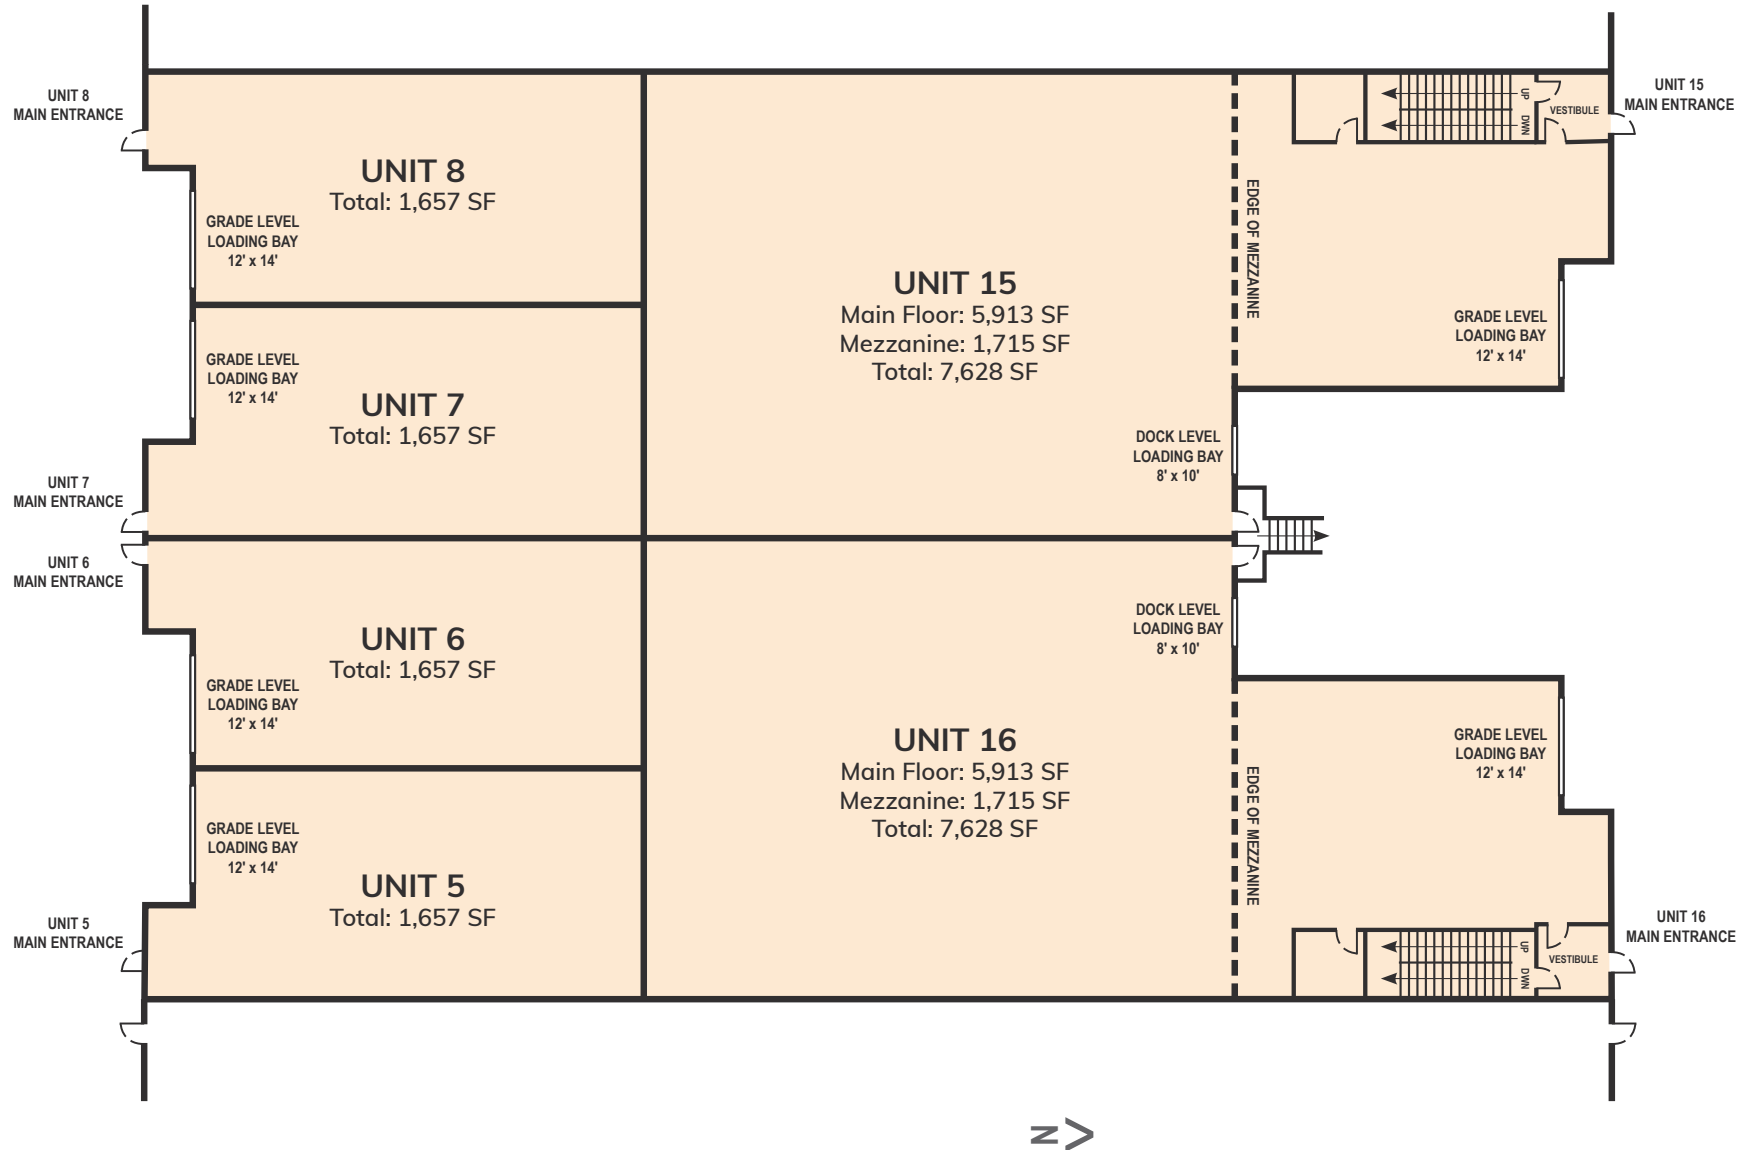 UNIT 8
MAIN ENTRANCE
UNIT 8
Total: 1,657 SF
GRADE LEVEL
LOADING BAY
12' x 14'
GRADE LEVEL
LOADING BAY
12' x 14'
UNIT 7
Total: 1,657 SF
UNIT 7
MAIN ENTRANCE
UNIT 6
MAIN ENTRANCE
UNIT 6
Total: 1,657 SF
GRADE LEVEL
LOADING BAY
12' x 14'
GRADE LEVEL
LOADING BAY
12' x 14'
UNIT 5
Total: 1,657 SF
UNIT 5
MAIN ENTRANCE
UNIT 15
Main Floor: 5,913 SF
Mezzanine: 1,715 SF
Total: 7,628 SF
EDGE OF MEZZANINE
UP
DWN
VESTIBULE
UNIT 15
MAIN ENTRANCE
GRADE LEVEL
LOADING BAY
12' x 14'
DOCK LEVEL
LOADING BAY
8' x 10'
DOCK LEVEL
LOADING BAY
8' x 10'
UNIT 16
Main Floor: 5,913 SF
Mezzanine: 1,715 SF
Total: 7,628 SF
EDGE OF MEZZANINE
GRADE LEVEL
LOADING BAY
12' x 14'
UP
DWN
VESTIBULE
UNIT 16
MAIN ENTRANCE
N